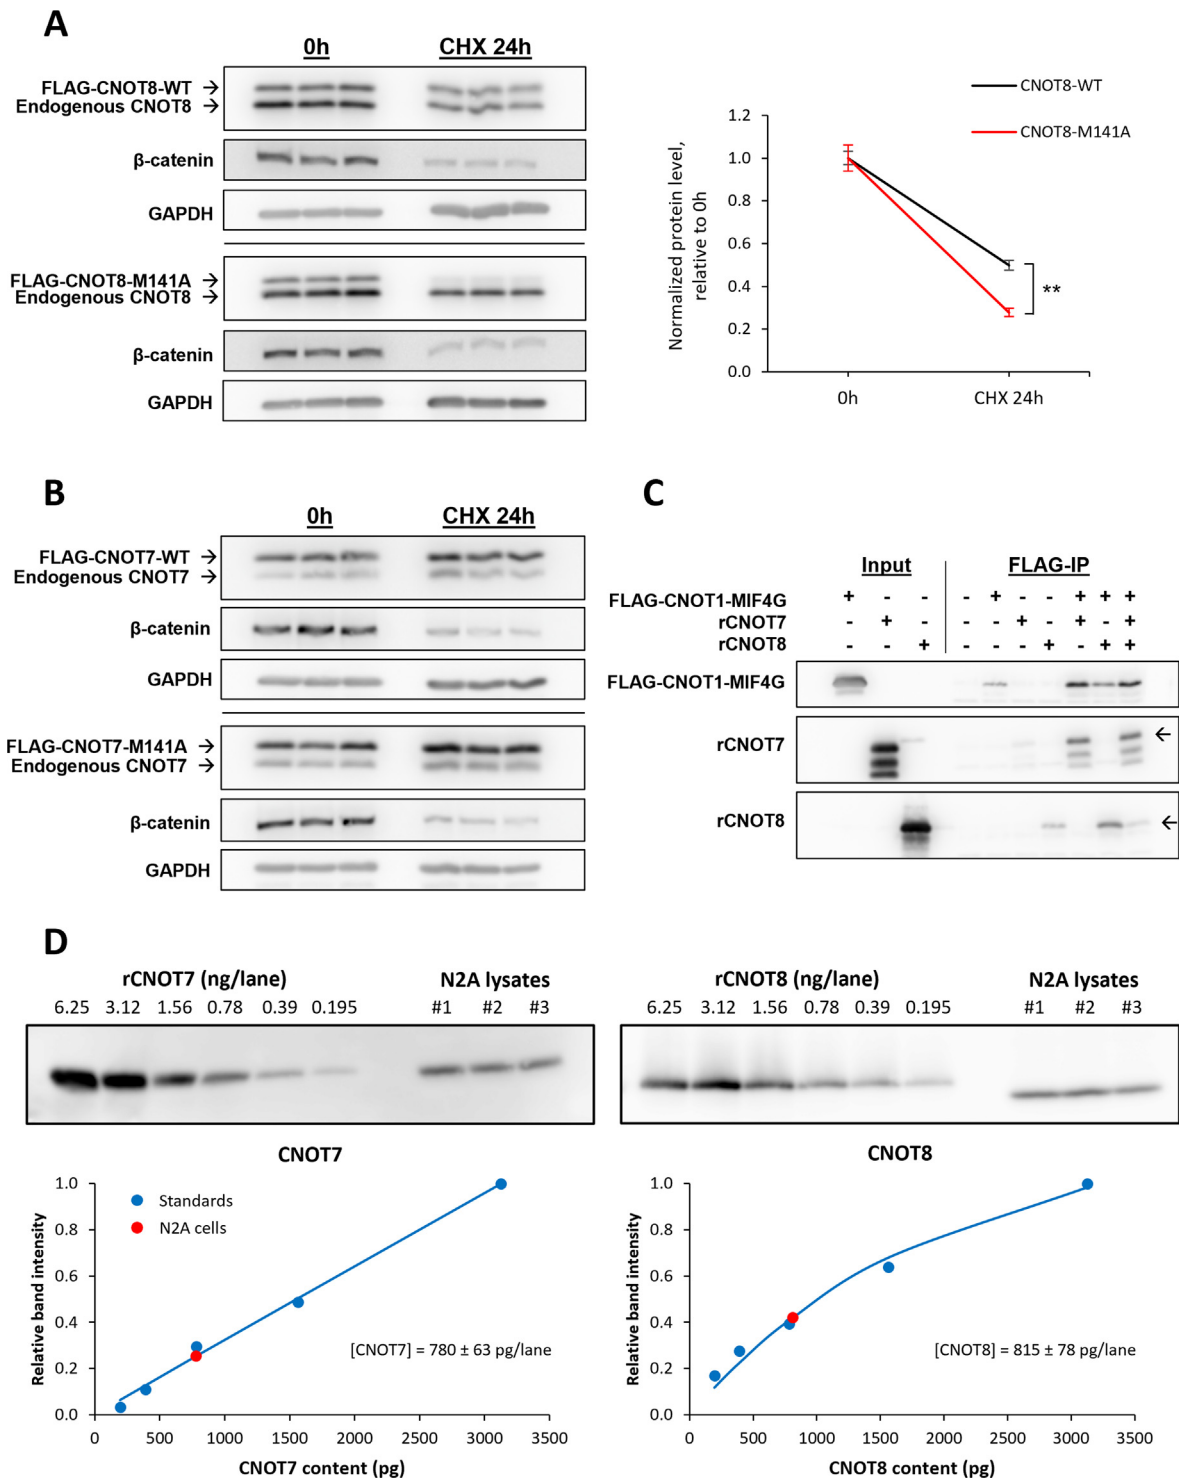 A
0h CHX 24h
FLAG-CNOT8-WT →
Endogenous CNOT8 →
β-catenin
GAPDH
FLAG-CNOT8-M141A →
Endogenous CNOT8 →
β-catenin
GAPDH
CNOT8-WT
CNOT8-M141A
Normalized protein level,
relative to 0h
1.2
1.0
0.8
0.6
0.4
0.2
0.0
**
0h CHX 24h
B
0h CHX 24h
FLAG-CNOT7-WT →
Endogenous CNOT7 →
β-catenin
GAPDH
FLAG-CNOT7-M141A →
Endogenous CNOT7 →
β-catenin
GAPDH
C
Input FLAG-IP
FLAG-CNOT1-MIF4G + - - - + - - + + +
rCNOT7 - + - - - + - + - +
rCNOT8 - - + - - - + - + +
FLAG-CNOT1-MIF4G
rCNOT7 ←
rCNOT8 ←
D
rCNOT7 (ng/lane) N2A lysates
6.25 3.12 1.56 0.78 0.39 0.195 #1 #2 #3
CNOT7
Relative band intensity
1.0
0.8
0.6
0.4
0.2
0.0
Standards
N2A cells
[CNOT7] = 780 ± 63 pg/lane
0 500 1000 1500 2000 2500 3000 3500
CNOT7 content (pg)
rCNOT8 (ng/lane) N2A lysates
6.25 3.12 1.56 0.78 0.39 0.195 #1 #2 #3
CNOT8
Relative band intensity
1.0
0.8
0.6
0.4
0.2
0.0
[CNOT8] = 815 ± 78 pg/lane
0 500 1000 1500 2000 2500 3000 3500
CNOT8 content (pg)